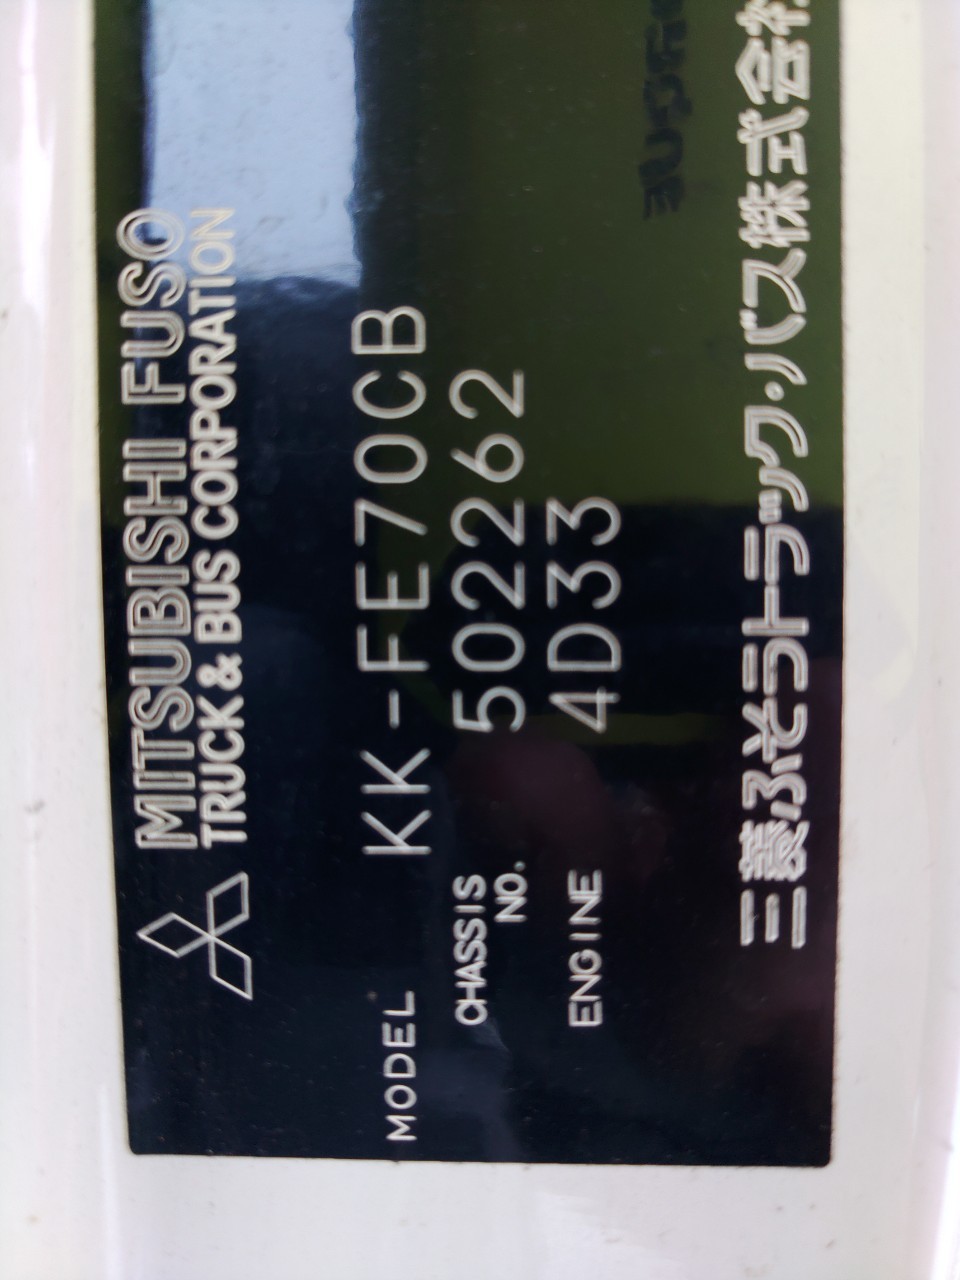 MITSUBISHI FUSO
TRUCK & BUS CORPORATION
MODEL KK-FE70CB
CHASSIS NO. 502262
ENGINE 4D33
三菱ふそうトラック・バス株式会社